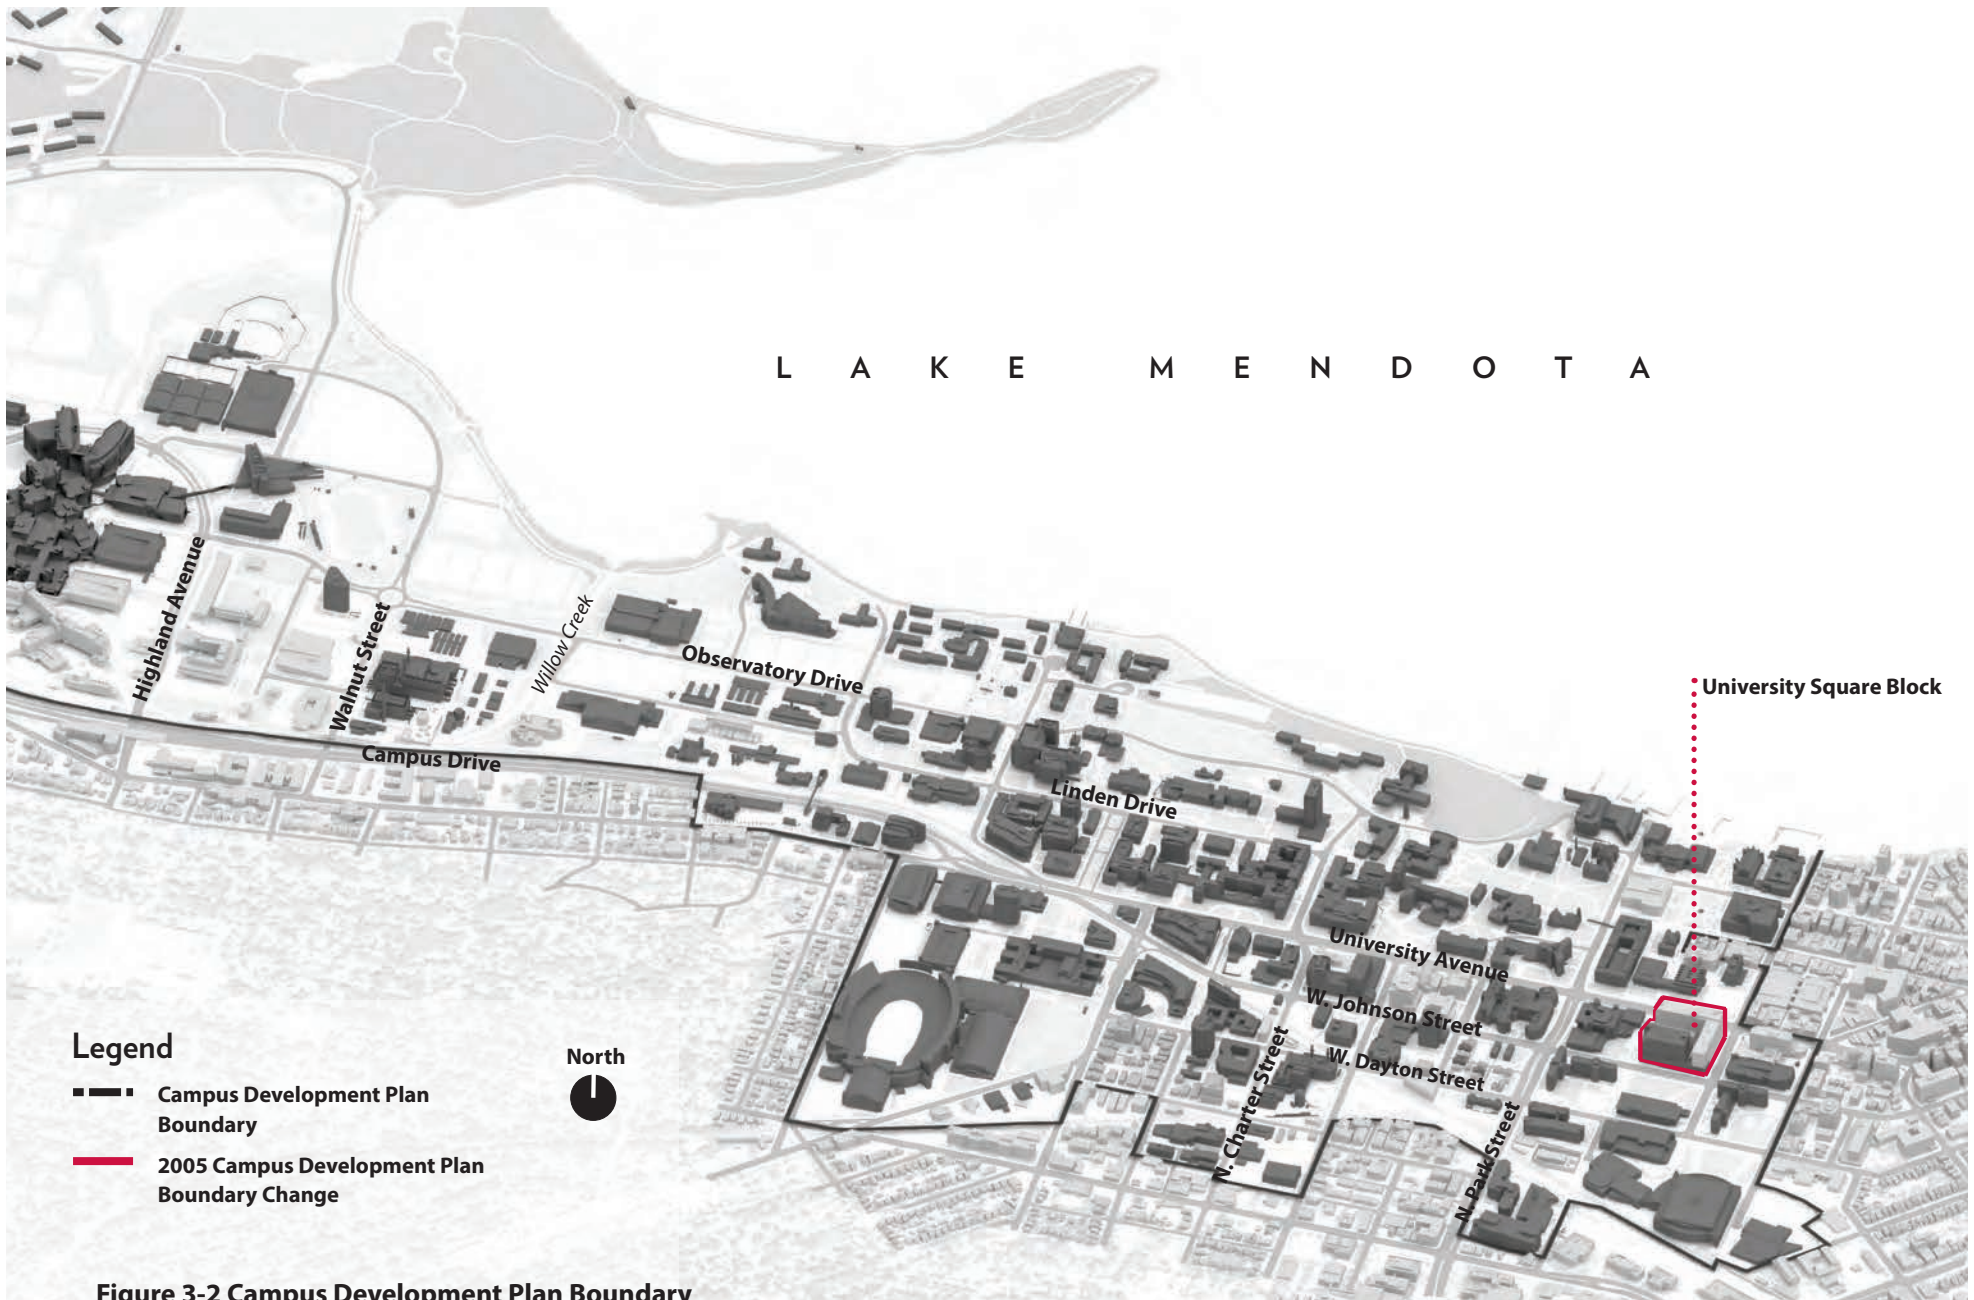 LAKE MENDOTA
Highland Avenue
Walnut Street
Willow Creek
Observatory Drive
University Square Block
Campus Drive
Linden Drive
University Avenue
W. Johnson Street
W. Dayton Street
N. Charter Street
N. Park Street
Legend
North
Campus Development Plan
Boundary
2005 Campus Development Plan
Boundary Change
Figure 3-2 Campus Development Plan Boundary